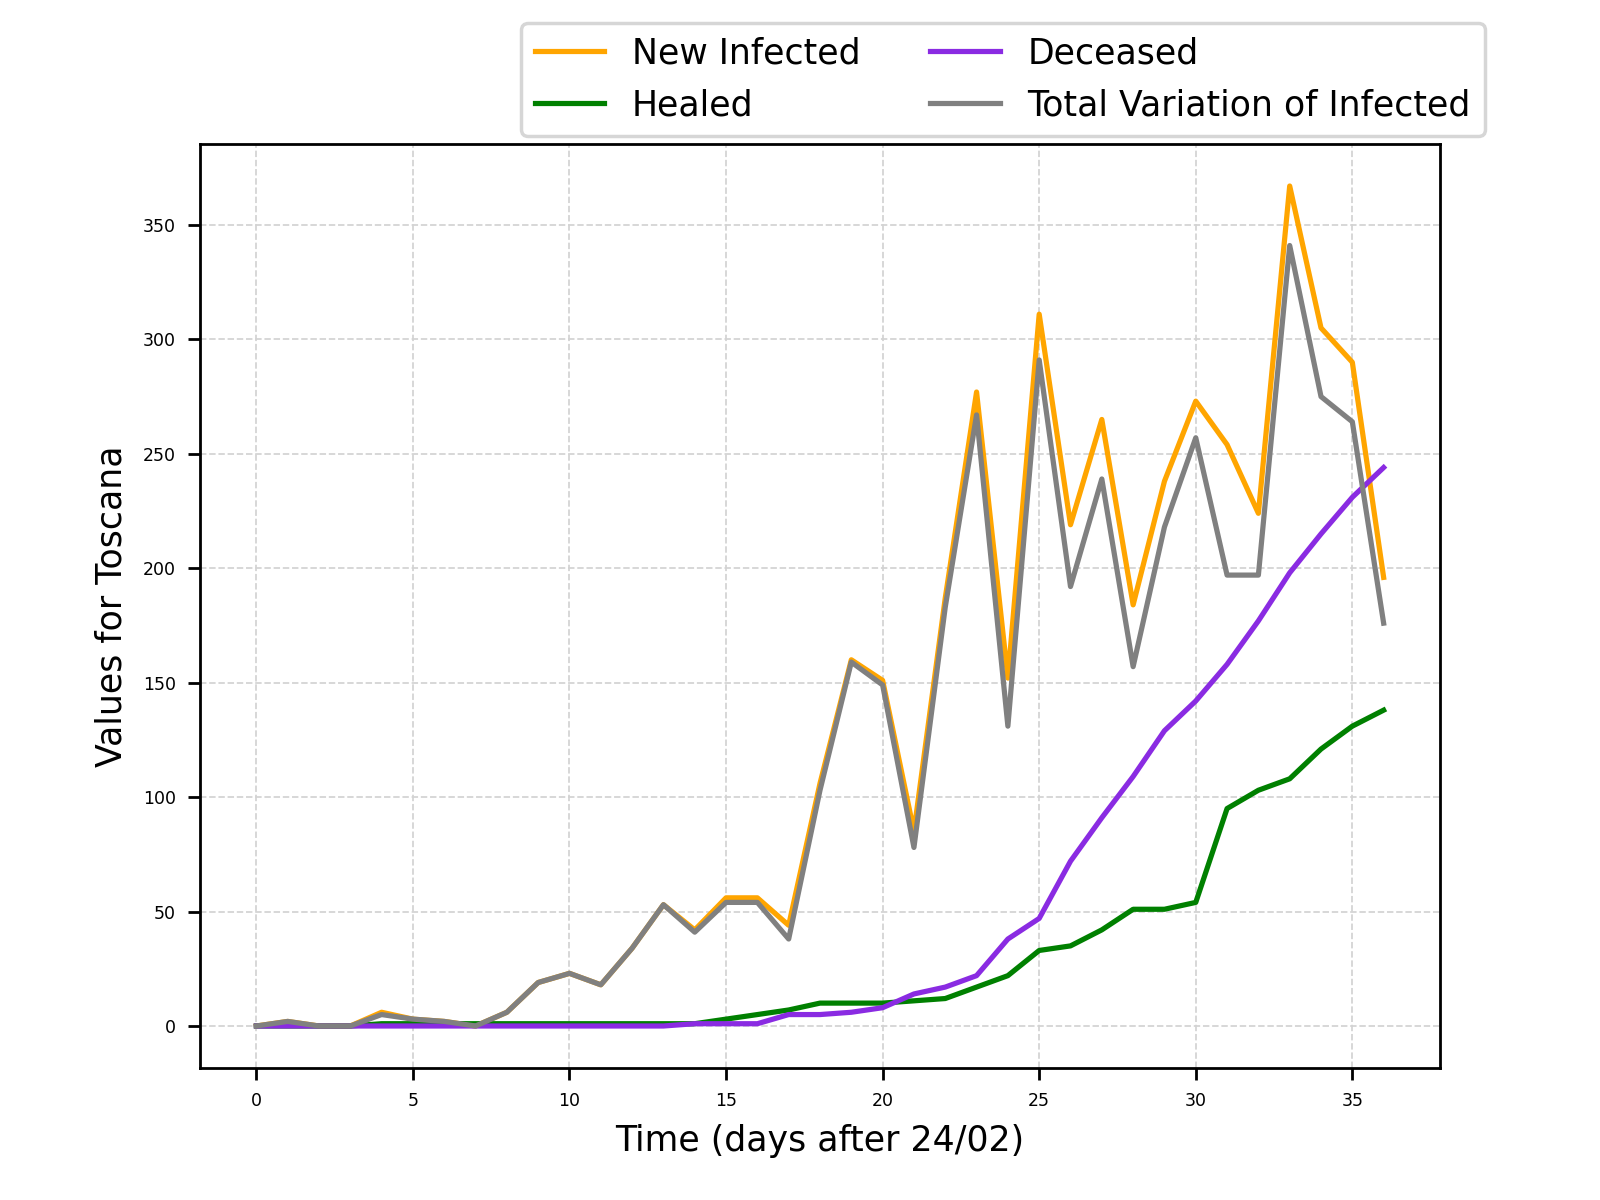 New Infected
Healed
Deceased
Total Variation of Infected
Values for Toscana
350
300
250
200
150
100
50
0
0 5 10 15 20 25 30 35
Time (days after 24/02)